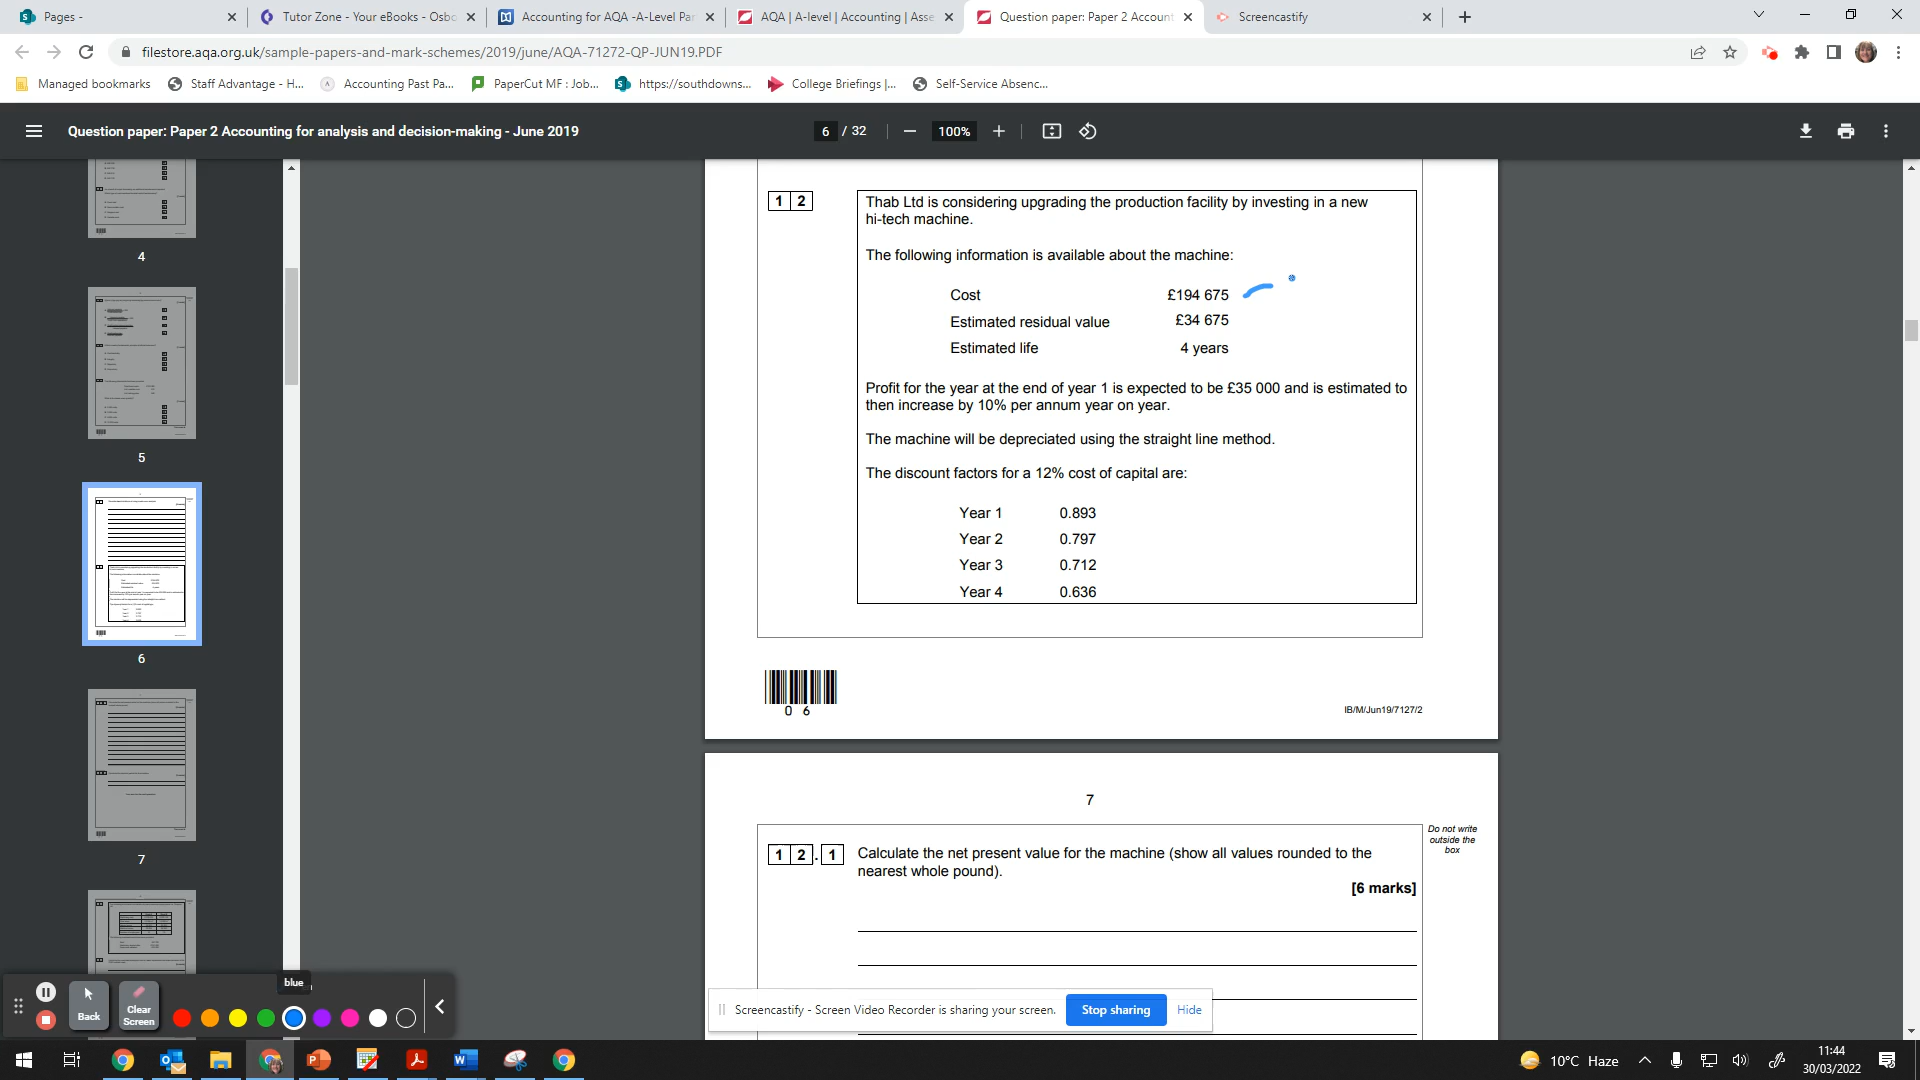 Pages -
Tutor Zone - Your eBooks - Osbo
Accounting for AQA -A-Level Par
AQA | A-level | Accounting | Asse
Question paper: Paper 2 Account
Screencastify
filestore.aqa.org.uk/sample-papers-and-mark-schemes/2019/june/AQA-71272-QP-JUN19.PDF
Managed bookmarks
Staff Advantage - H...
Accounting Past Pa...
PaperCut MF : Job...
https://southdowns...
College Briefings |...
Self-Service Absenc...
Question paper: Paper 2 Accounting for analysis and decision-making - June 2019
6 / 32
100%
4
5
6
7
1 2
Thab Ltd is considering upgrading the production facility by investing in a new
hi-tech machine.
The following information is available about the machine:
Cost £194 675
Estimated residual value £34 675
Estimated life 4 years
Profit for the year at the end of year 1 is expected to be £35 000 and is estimated to
then increase by 10% per annum year on year.
The machine will be depreciated using the straight line method.
The discount factors for a 12% cost of capital are:
Year 1 0.893
Year 2 0.797
Year 3 0.712
Year 4 0.636
0 6
IB/M/Jun19/7127/2
7
Do not write
outside the
box
1 2 . 1
Calculate the net present value for the machine (show all values rounded to the
nearest whole pound).
[6 marks]
blue
Back
Clear
Screen
Screencastify - Screen Video Recorder is sharing your screen.
Stop sharing
Hide
10°C Haze
11:44
30/03/2022